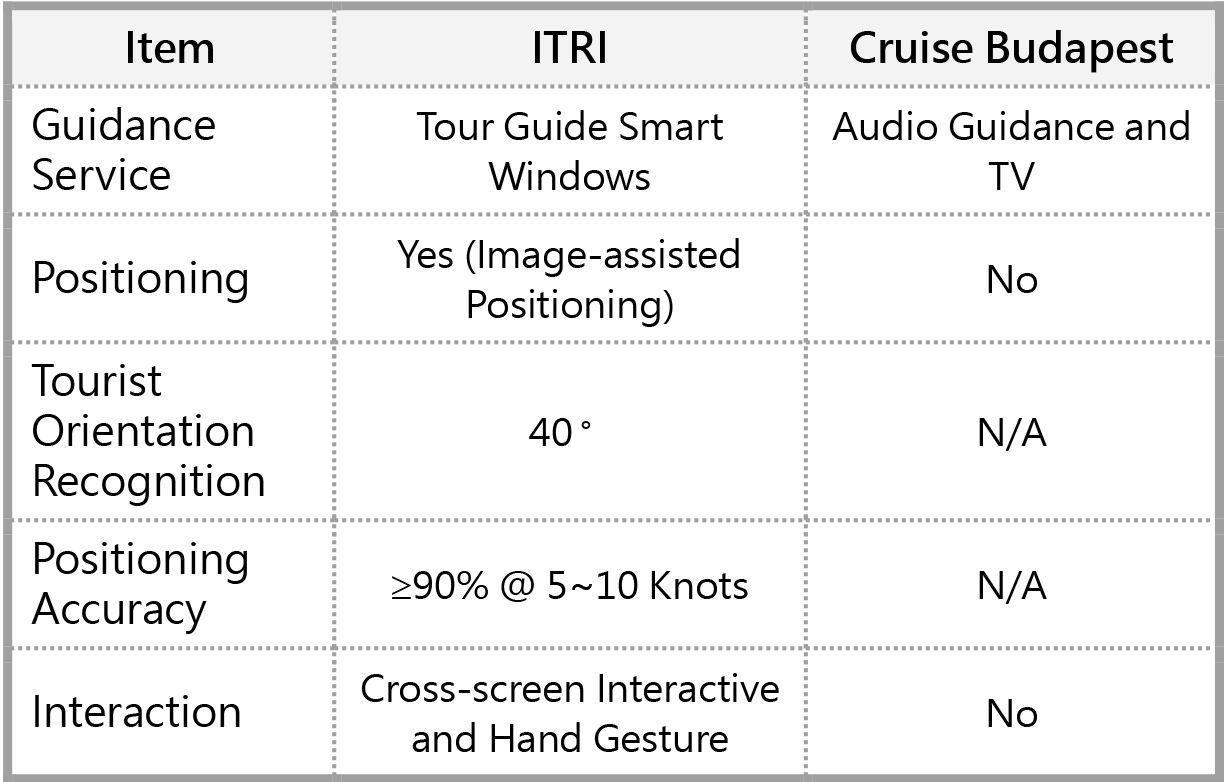 Item
ITRI
Cruise Budapest
Guidance
Service
Tour Guide Smart
Windows
Audio Guidance and
TV
Positioning
Yes (Image-assisted
Positioning)
No
Tourist
Orientation
Recognition
40°
N/A
Positioning
Accuracy
≥90% @ 5~10 Knots
N/A
Interaction
Cross-screen Interactive
and Hand Gesture
No